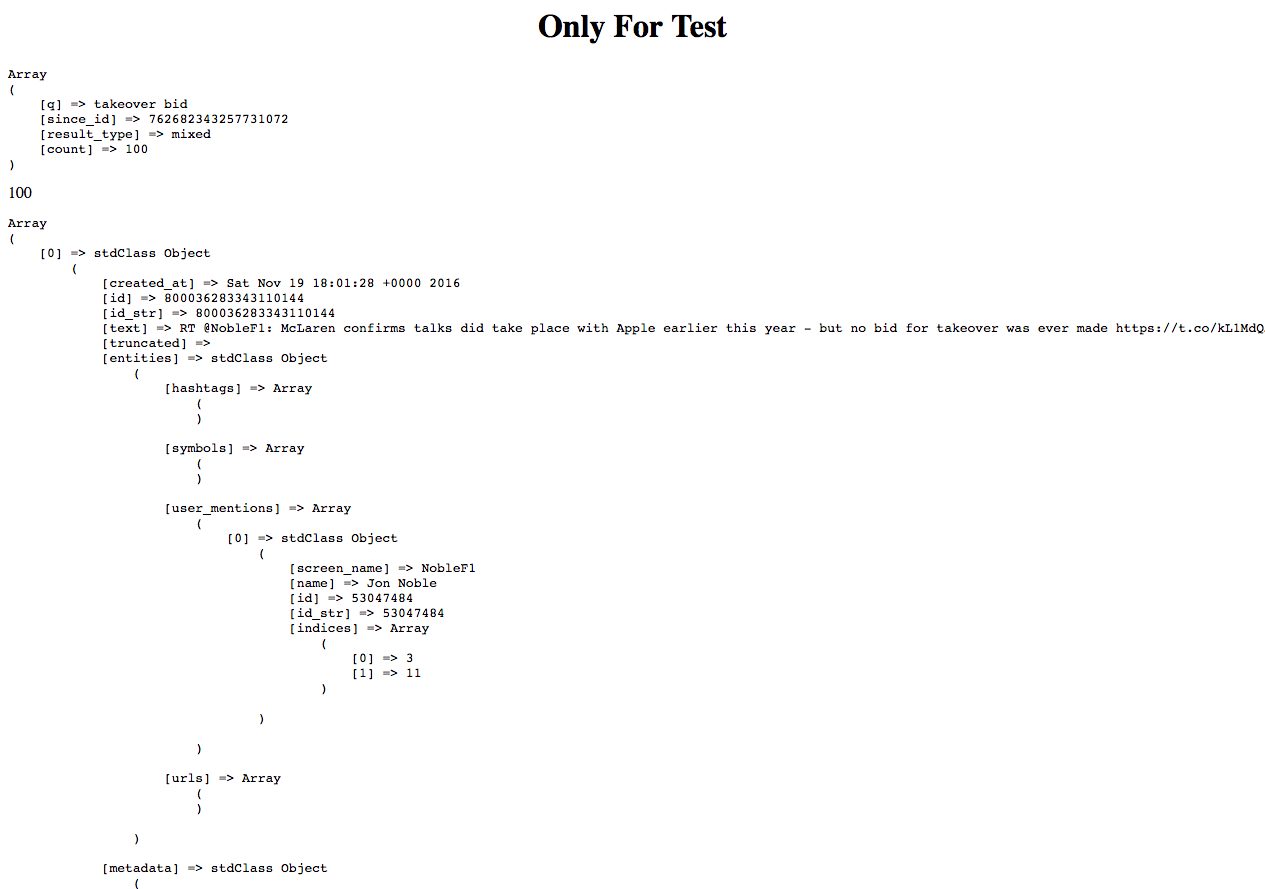 Only For Test
Array
(
    [q] => takeover bid
    [since_id] => 762682343257731072
    [result_type] => mixed
    [count] => 100
)
100
Array
(
    [0] => stdClass Object
        (
            [created_at] => Sat Nov 19 18:01:28 +0000 2016
            [id] => 800036283343110144
            [id_str] => 800036283343110144
            [text] => RT @NobleF1: McLaren confirms talks did take place with Apple earlier this year - but no bid for takeover was ever made https://t.co/kL1MdQ
            [truncated] =>
            [entities] => stdClass Object
                (
                    [hashtags] => Array
                        (
                        )
                    [symbols] => Array
                        (
                        )
                    [user_mentions] => Array
                        (
                            [0] => stdClass Object
                                (
                                    [screen_name] => NobleF1
                                    [name] => Jon Noble
                                    [id] => 53047484
                                    [id_str] => 53047484
                                    [indices] => Array
                                        (
                                            [0] => 3
                                            [1] => 11
                                        )
                                )
                        )
                    [urls] => Array
                        (
                        )
                )
            [metadata] => stdClass Object
                (